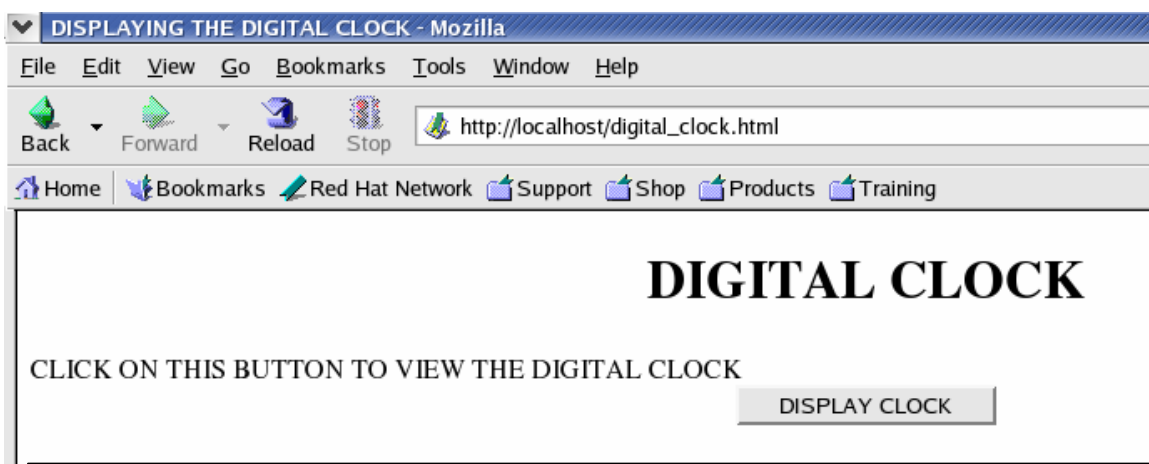 DISPLAYING THE DIGITAL CLOCK - Mozilla
File Edit View Go Bookmarks Tools Window Help
Back Forward Reload Stop http://localhost/digital_clock.html
Home Bookmarks Red Hat Network Support Shop Products Training
DIGITAL CLOCK
CLICK ON THIS BUTTON TO VIEW THE DIGITAL CLOCK
DISPLAY CLOCK